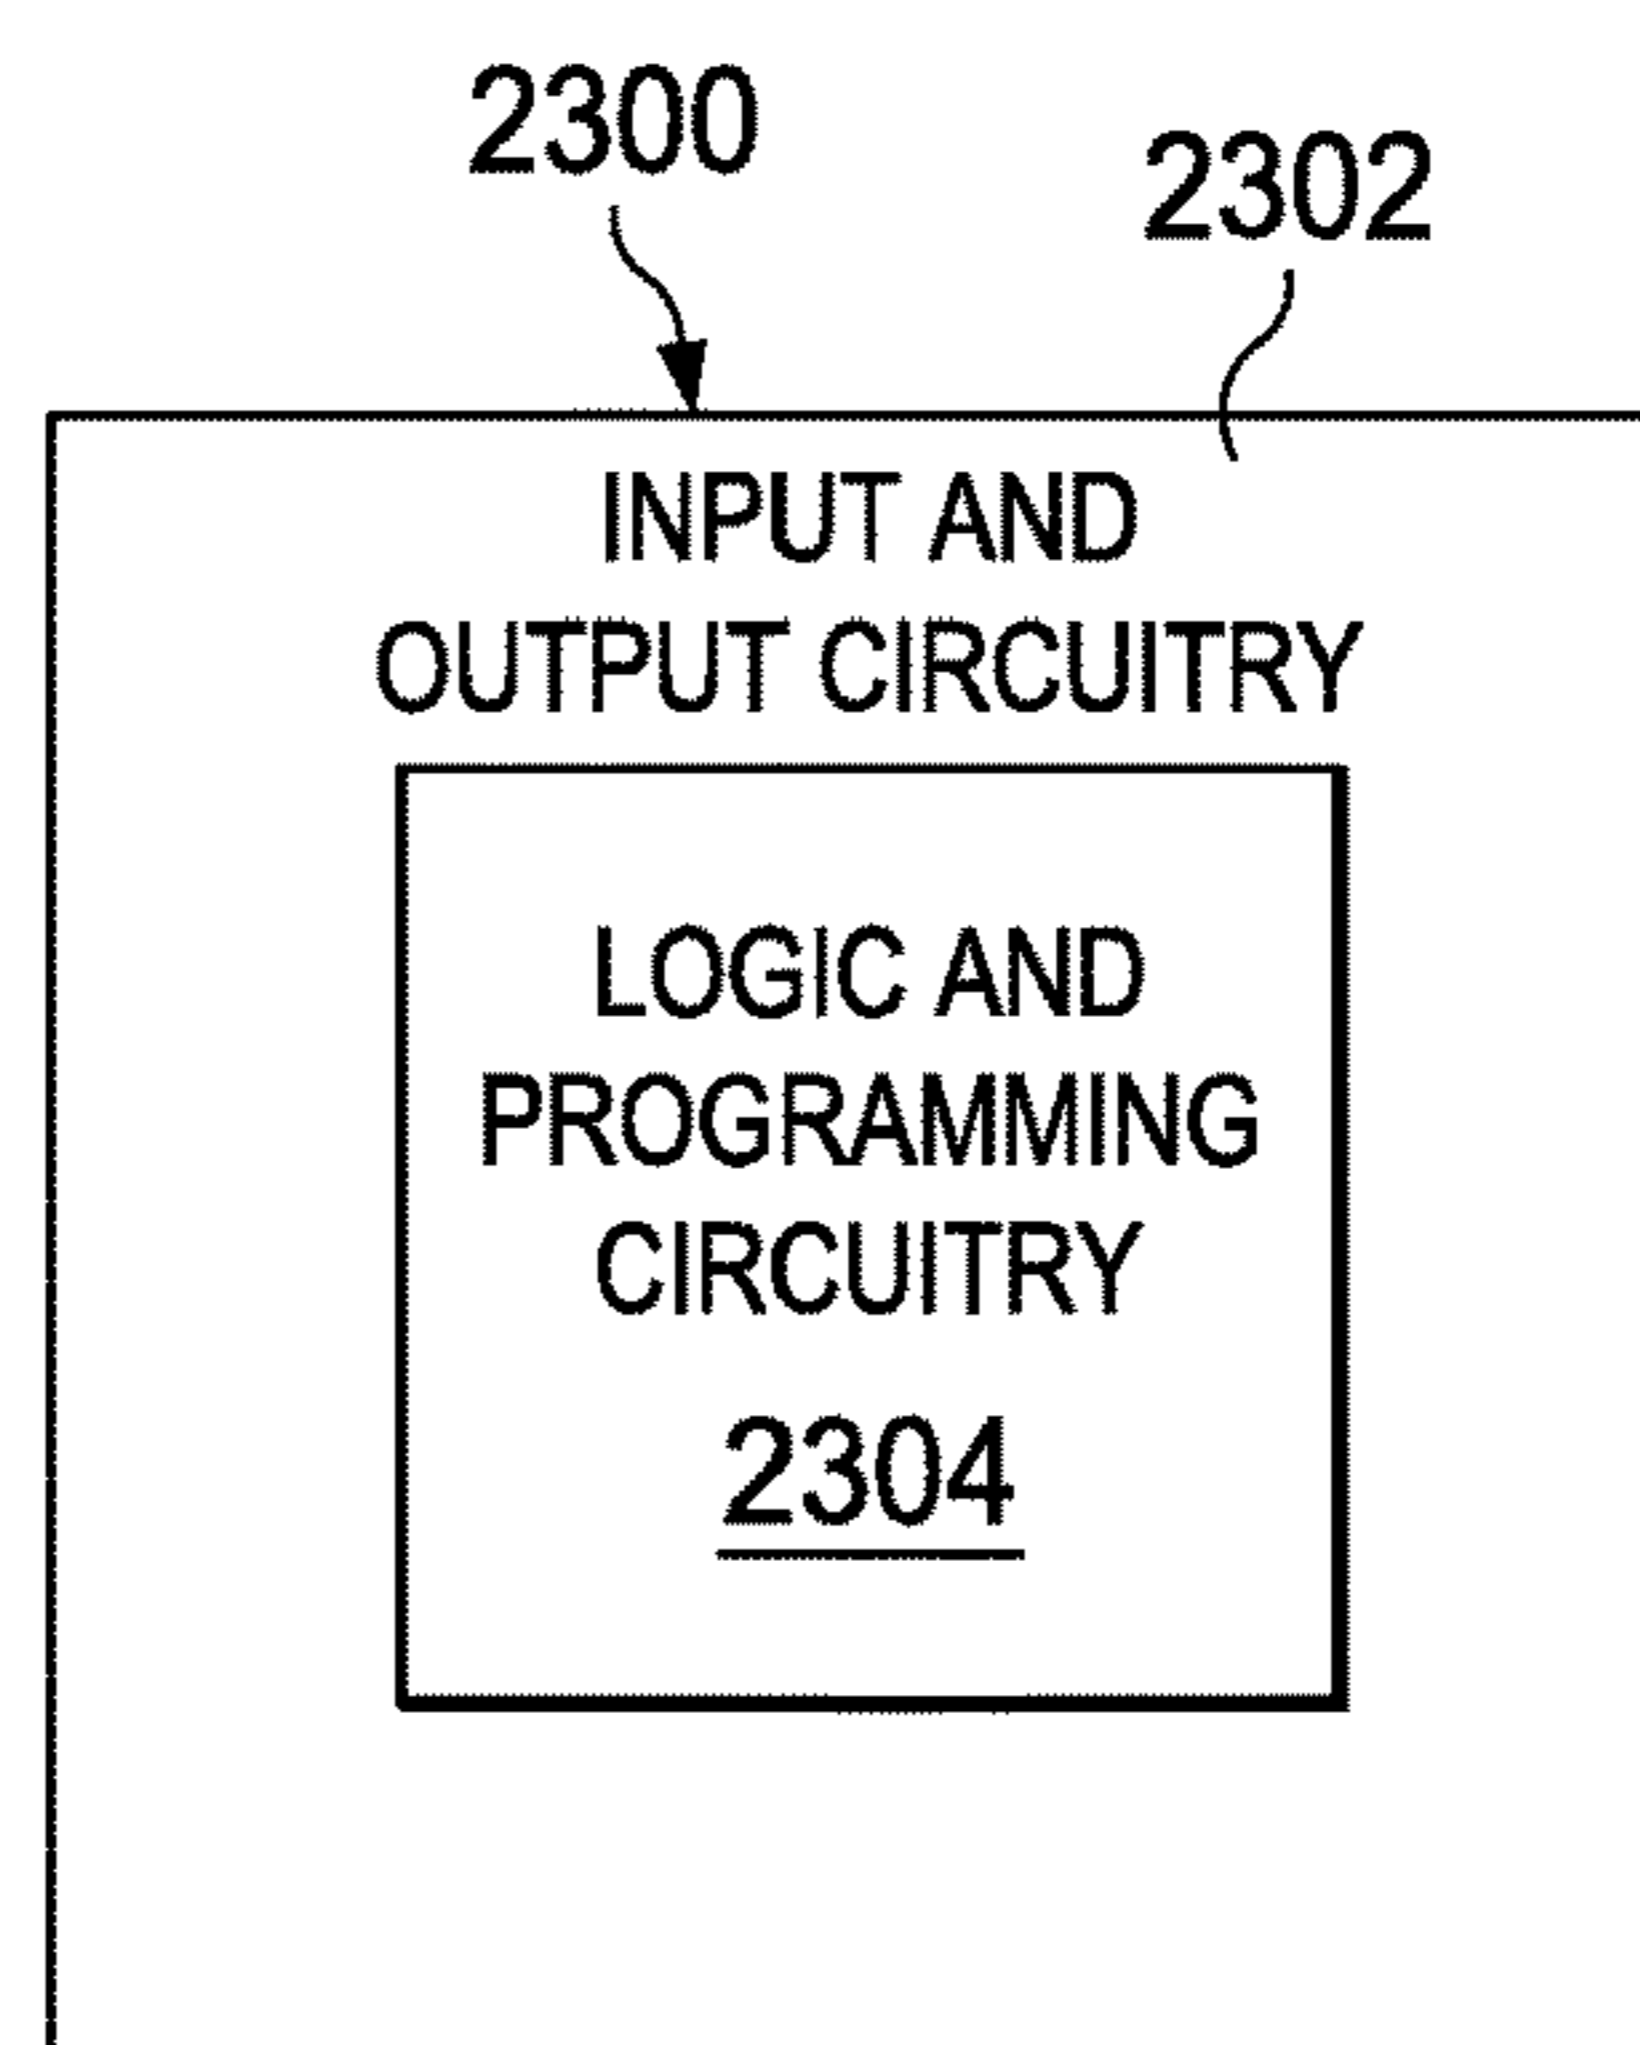 2300
2302
INPUT AND
OUTPUT CIRCUITRY
LOGIC AND
PROGRAMMING
CIRCUITRY
2304